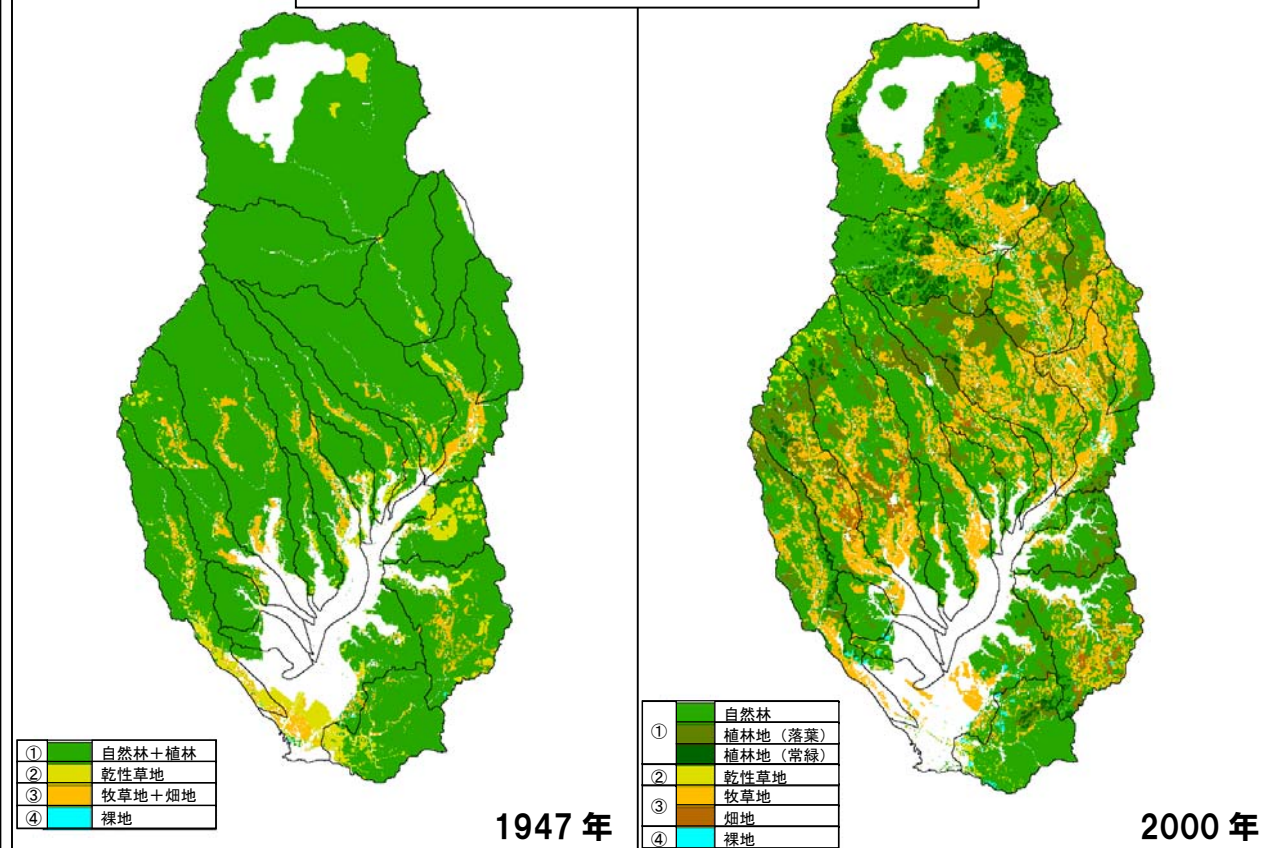 ① 自然林+植林
② 乾性草地
③ 牧草地+畑地
④ 裸地
1947 年
① 自然林
植林地（落葉）
植林地（常緑）
② 乾性草地
③ 牧草地
畑地
④ 裸地
2000 年